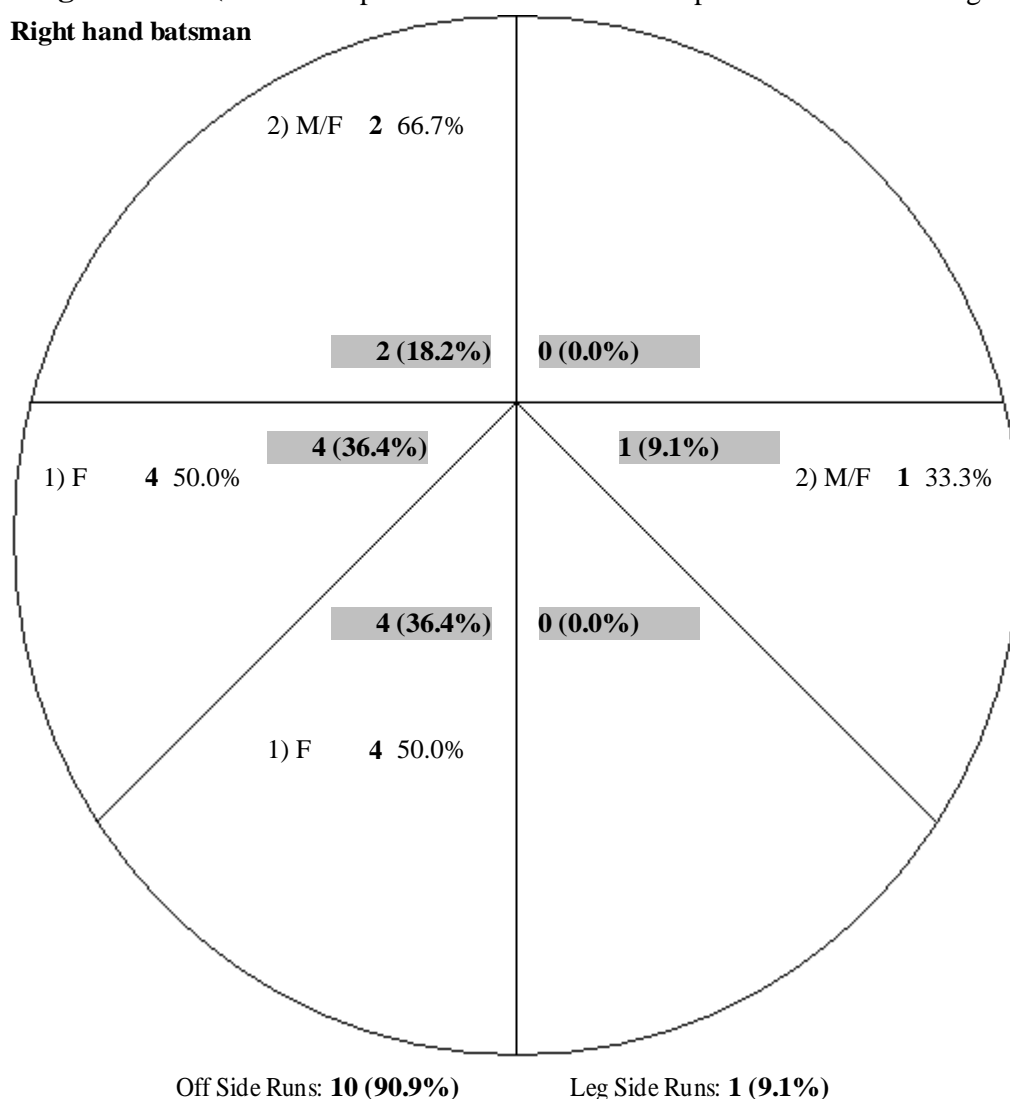 Right hand batsman
2) M/F 2 66.7%
2 (18.2%) 0 (0.0%)
4 (36.4%) 1 (9.1%)
1) F 4 50.0% 2) M/F 1 33.3%
4 (36.4%) 0 (0.0%)
1) F 4 50.0%
Off Side Runs: 10 (90.9%) Leg Side Runs: 1 (9.1%)